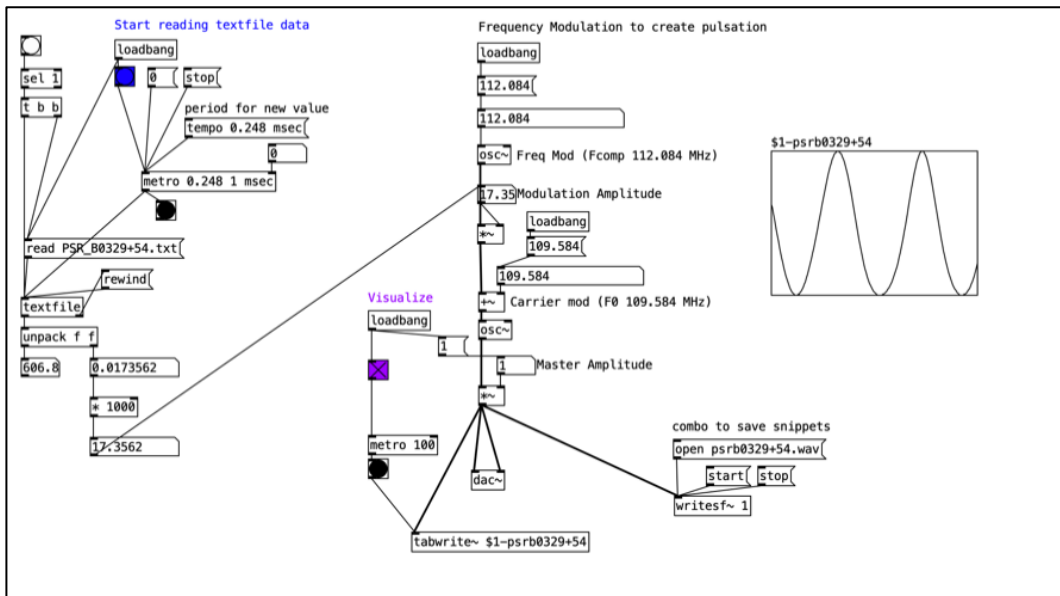 Start reading textfile data
loadbang
sel 1
0
stop
t b b
period for new value
tempo 0.248 msec
0
metro 0.248 1 msec
read PSR_B0329+54.txt
rewind
textfile
unpack f f
606.8
0.0173562
* 1000
17.3562
Frequency Modulation to create pulsation
loadbang
112.084
112.084
osc~
Freq Mod (Fcomp 112.084 MHz)
17.35
Modulation Amplitude
loadbang
*~
109.584
109.584
+~
Carrier mod (F0 109.584 MHz)
osc~
1
Master Amplitude
*~
dac~
Visualize
loadbang
1
metro 100
tabwrite~ $1-psrb0329+54
combo to save snippets
open psrb0329+54.wav
start
stop
writesf~ 1
$1-psrb0329+54